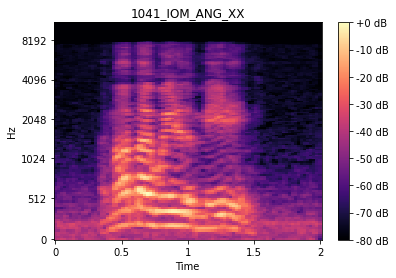 1041_IOM_ANG_XX
8192
4096
2048
1024
512
0
Hz
0
0.5
1
1.5
2
Time
+0 dB
-10 dB
-20 dB
-30 dB
-40 dB
-50 dB
-60 dB
-70 dB
-80 dB